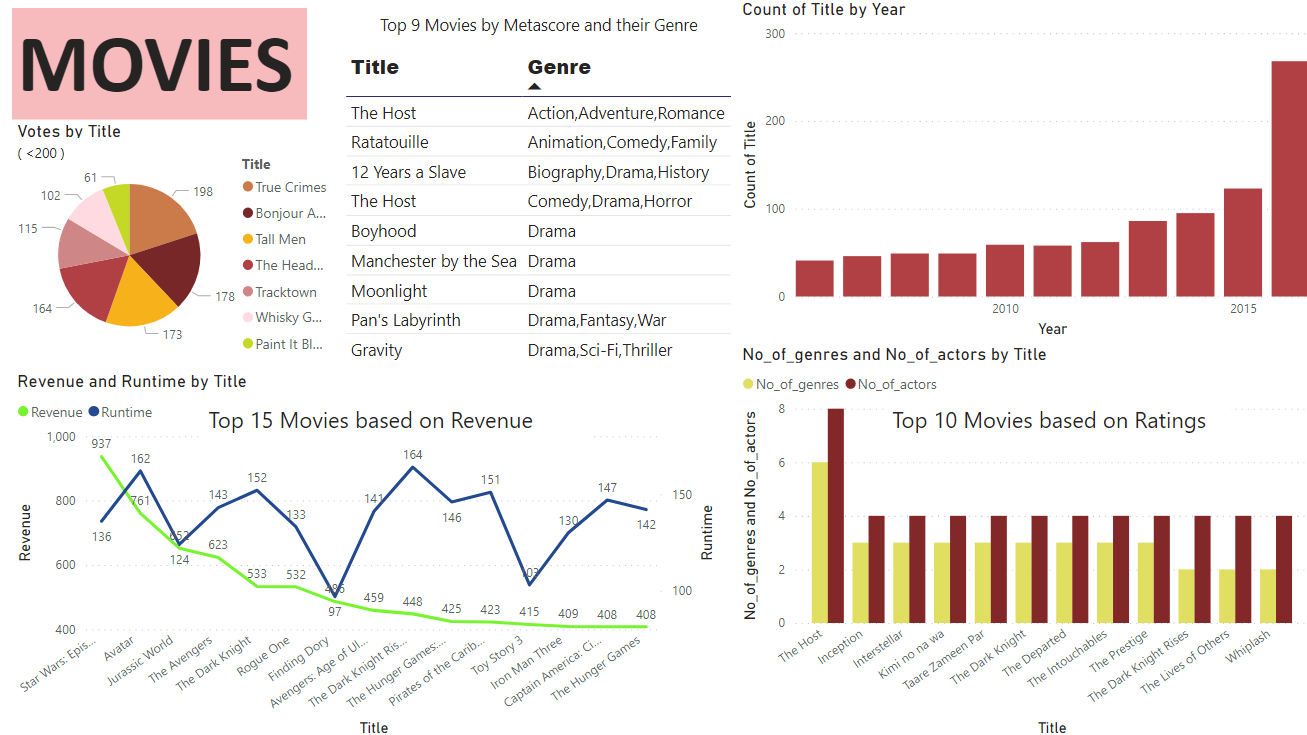 MOVIES
Votes by Title
( <200 )
61
102
115
164
198
178
173
Title
True Crimes
Bonjour A...
Tall Men
The Head...
Tracktown
Whisky G...
Paint It Bl...
Top 9 Movies by Metascore and their Genre
Title Genre
The Host Action,Adventure,Romance
Ratatouille Animation,Comedy,Family
12 Years a Slave Biography,Drama,History
The Host Comedy,Drama,Horror
Boyhood Drama
Manchester by the Sea Drama
Moonlight Drama
Pan's Labyrinth Drama,Fantasy,War
Gravity Drama,Sci-Fi,Thriller
Count of Title by Year
Count of Title
300
200
100
0
2010 2015
Year
Revenue and Runtime by Title
Revenue Runtime
Top 15 Movies based on Revenue
Revenue
1,000
800
600
400
937 761 652 623 533 532 486 459 448 425 423 415 409 408 408
136 162 124 143 152 133 97 141 164 146 151 103 130 147 142
150
100
Runtime
Star Wars: Epis...
Avatar
Jurassic World
The Avengers
The Dark Knight
Rogue One
Finding Dory
Avengers: Age of Ul...
The Dark Knight Ris...
The Hunger Games:...
Pirates of the Carib...
Toy Story 3
Iron Man Three
Captain America: Ci...
The Hunger Games
Title
No_of_genres and No_of_actors by Title
No_of_genres No_of_actors
Top 10 Movies based on Ratings
No_of_genres and No_of_actors
8
6
4
2
0
The Host
Inception
Interstellar
Kimi no na wa
Taare Zameen Par
The Dark Knight
The Departed
The Intouchables
The Prestige
The Dark Knight Rises
The Lives of Others
Whiplash
Title